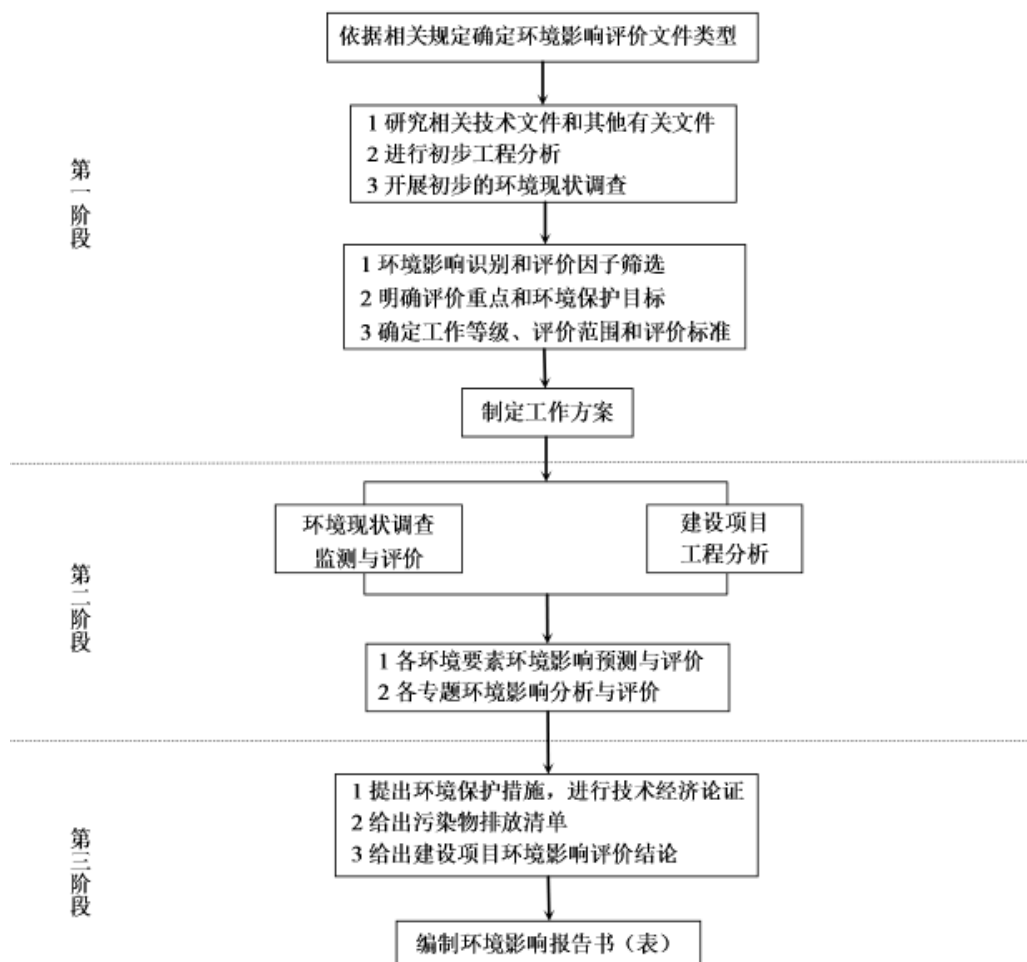 依据相关规定确定环境影响评价文件类型
1 研究相关技术文件和其他有关文件
2 进行初步工程分析
3 开展初步的环境现状调查
第一阶段
1 环境影响识别和评价因子筛选
2 明确评价重点和环境保护目标
3 确定工作等级、评价范围和评价标准
制定工作方案
环境现状调查
监测与评价
建设项目
工程分析
第二阶段
1 各环境要素环境影响预测与评价
2 各专题环境影响分析与评价
1 提出环境保护措施，进行技术经济论证
2 给出污染物排放清单
3 给出建设项目环境影响评价结论
第三阶段
编制环境影响报告书（表）